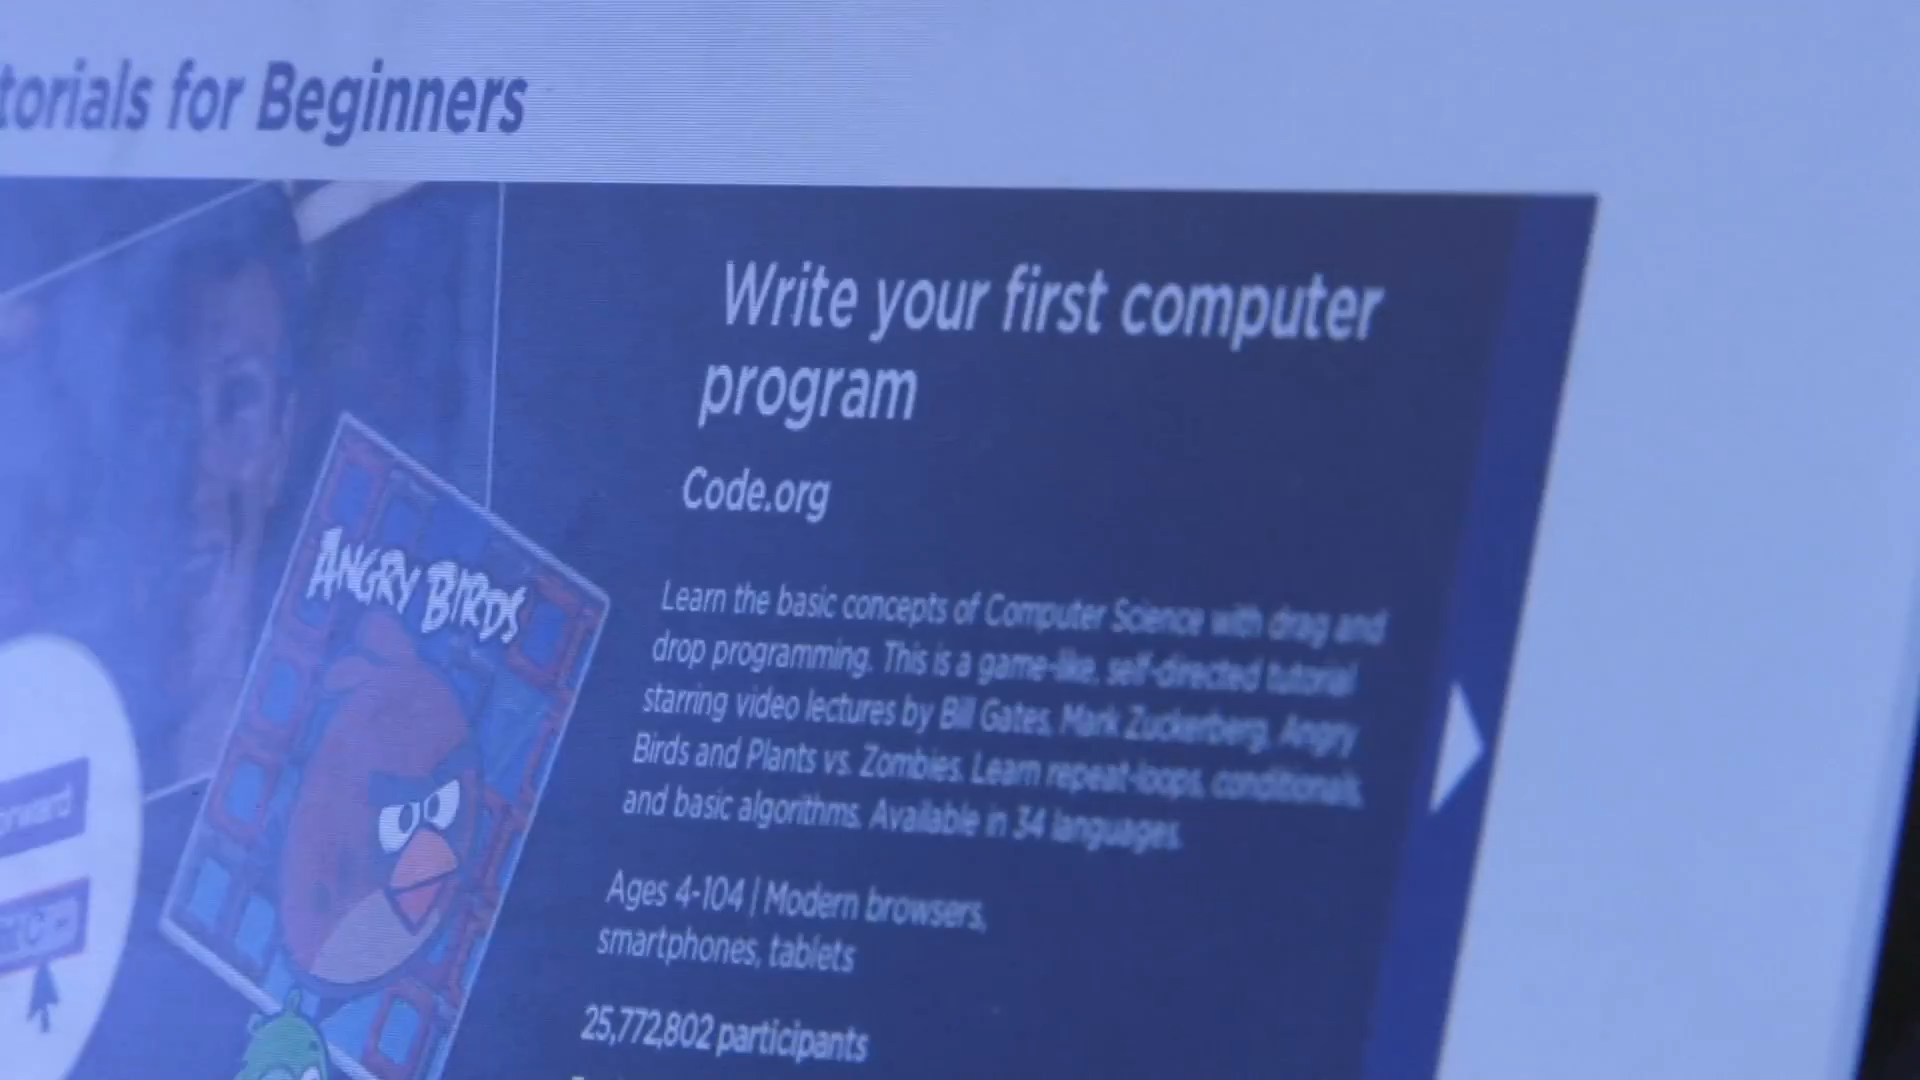 torials for Beginners
Write your first computer
program
Code.org
ANGRY BIRDS
Learn the basic concepts of Computer Science with drag and
drop programming. This is a game-like, self-directed tutorial
starring video lectures by Bill Gates, Mark Zuckerberg, Angry
Birds and Plants vs. Zombies. Learn repeat-loops, conditionals,
and basic algorithms. Available in 34 languages.
orward
Ages 4-104 | Modern browsers,
smartphones, tablets
25,772,802 participants